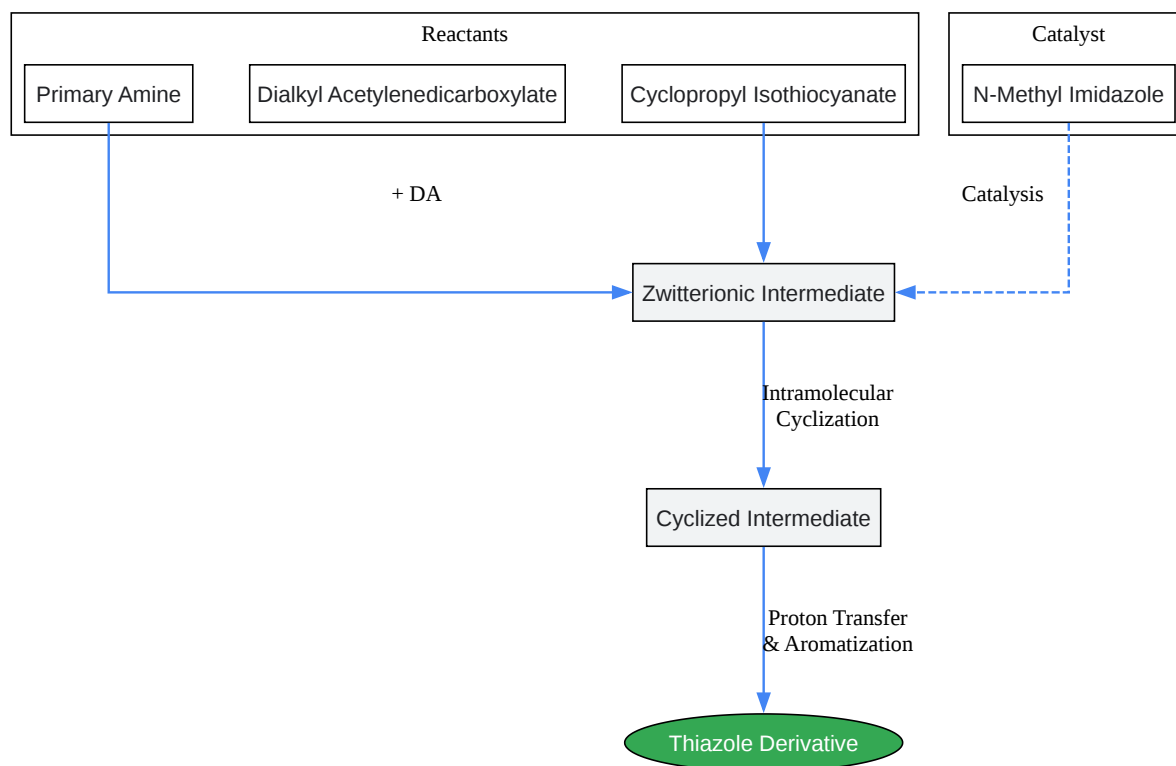 Reactants
Catalyst
Primary Amine
Dialkyl Acetylenedicarboxylate
Cyclopropyl Isothiocyanate
N-Methyl Imidazole
+ DA
Catalysis
Zwitterionic Intermediate
Intramolecular
Cyclization
Cyclized Intermediate
Proton Transfer
& Aromatization
Thiazole Derivative